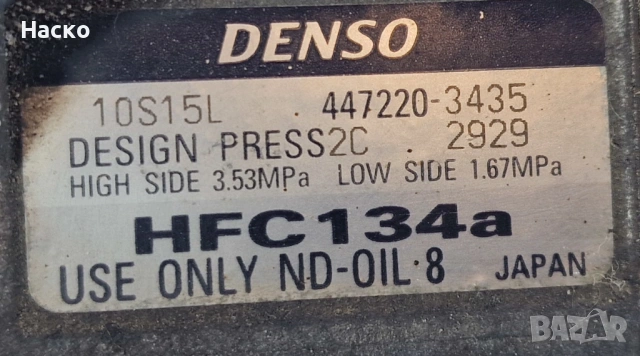 Наско
DENSO
10S15L 447220-3435
DESIGN PRESS2C . 2929
HIGH SIDE 3.53MPa LOW SIDE 1.67MPa
HFC134a
USE ONLY ND-OIL 8 JAPAN
BAZAR